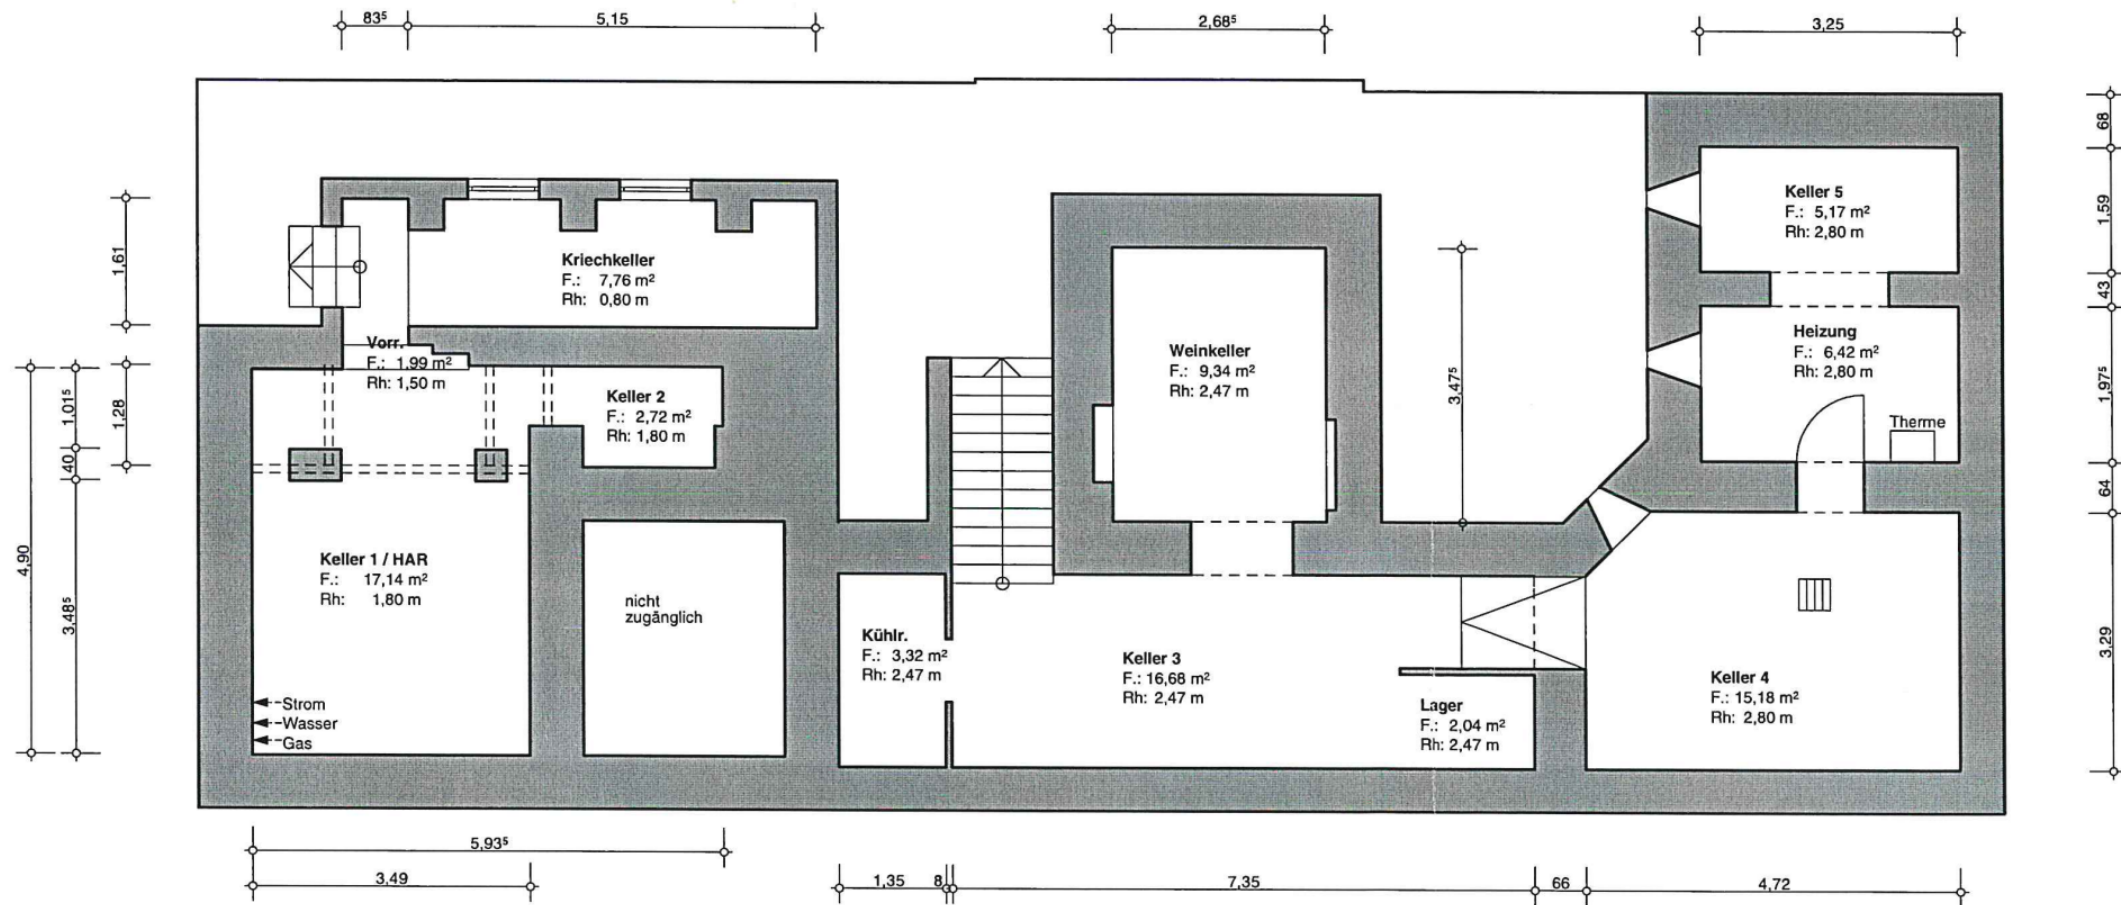 83⁵
5,15
2,68⁵
3,25
68
1,59
43
1,97⁵
64
3,29
1,61
1,28
1,01⁵
40
3,48⁵
4,90
Kriechkeller
F.: 7,76 m²
Rh: 0,80 m
Vorr.
F.: 1,99 m²
Rh: 1,50 m
Keller 2
F.: 2,72 m²
Rh: 1,80 m
Keller 1 / HAR
F.: 17,14 m²
Rh: 1,80 m
Strom
Wasser
Gas
nicht
zugänglich
Kühlr.
F.: 3,32 m²
Rh: 2,47 m
Weinkeller
F.: 9,34 m²
Rh: 2,47 m
3,47⁵
Keller 3
F.: 16,68 m²
Rh: 2,47 m
Lager
F.: 2,04 m²
Rh: 2,47 m
Keller 5
F.: 5,17 m²
Rh: 2,80 m
Heizung
F.: 6,42 m²
Rh: 2,80 m
Therme
Keller 4
F.: 15,18 m²
Rh: 2,80 m
5,93⁵
3,49
1,35
8
7,35
66
4,72